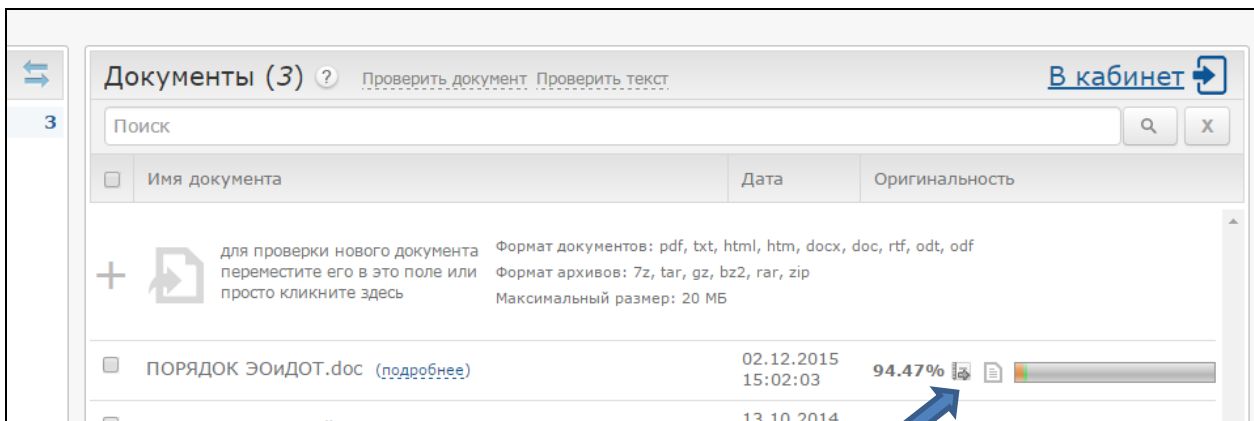 Документы (3) ? Проверить документ Проверить текст В кабинет
3
Поиск X
Имя документа Дата Оригинальность
для проверки нового документа
переместите его в это поле или
просто кликните здесь
Формат документов: pdf, txt, html, htm, docx, doc, rtf, odt, odf
Формат архивов: 7z, tar, gz, bz2, rar, zip
Максимальный размер: 20 МБ
ПОРЯДОК ЭОиДОТ.doc (подробнее) 02.12.2015
15:02:03 94.47%
13.10.2014